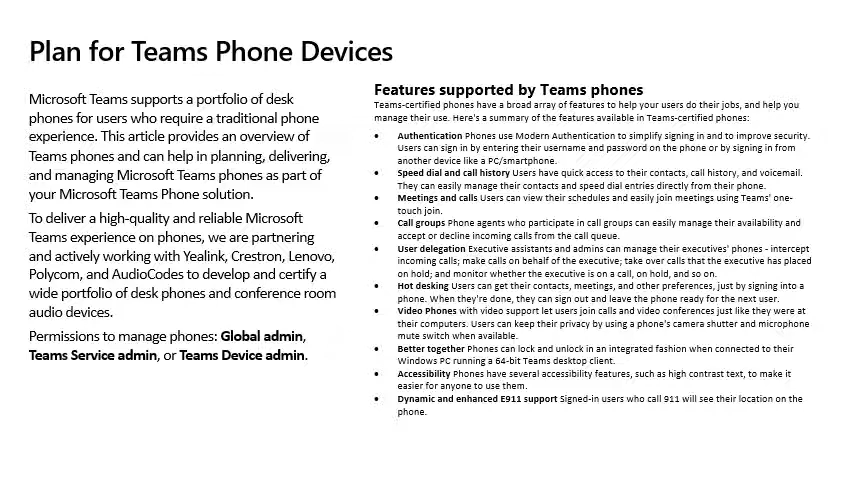 Plan for Teams Phone Devices
Microsoft Teams supports a portfolio of desk
phones for users who require a traditional phone
experience. This article provides an overview of
Teams phones and can help in planning, delivering,
and managing Microsoft Teams phones as part of
your Microsoft Teams Phone solution.
To deliver a high-quality and reliable Microsoft
Teams experience on phones, we are partnering
and actively working with Yealink, Crestron, Lenovo,
Polycom, and AudioCodes to develop and certify a
wide portfolio of desk phones and conference room
audio devices.
Permissions to manage phones: Global admin,
Teams Service admin, or Teams Device admin.
Features supported by Teams phones
Teams-certified phones have a broad array of features to help your users do their jobs, and help you
manage their use. Here's a summary of the features available in Teams-certified phones:
• Authentication Phones use Modern Authentication to simplify signing in and to improve security.
Users can sign in by entering their username and password on the phone or by signing in from
another device like a PC/smartphone.
• Speed dial and call history Users have quick access to their contacts, call history, and voicemail.
They can easily manage their contacts and speed dial entries directly from their phone.
• Meetings and calls Users can view their schedules and easily join meetings using Teams' one-
touch join.
• Call groups Phone agents who participate in call groups can easily manage their availability and
accept or decline incoming calls from the call queue.
• User delegation Executive assistants and admins can manage their executives' phones - intercept
incoming calls; make calls on behalf of the executive; take over calls that the executive has placed
on hold; and monitor whether the executive is on a call, on hold, and so on.
• Hot desking Users can get their contacts, meetings, and other preferences, just by signing into a
phone. When they're done, they can sign out and leave the phone ready for the next user.
• Video Phones with video support let users join calls and video conferences just like they were at
their computers. Users can keep their privacy by using a phone's camera shutter and microphone
mute switch when available.
• Better together Phones can lock and unlock in an integrated fashion when connected to their
Windows PC running a 64-bit Teams desktop client.
• Accessibility Phones have several accessibility features, such as high contrast text, to make it
easier for anyone to use them.
• Dynamic and enhanced E911 support Signed-in users who call 911 will see their location on the
phone.